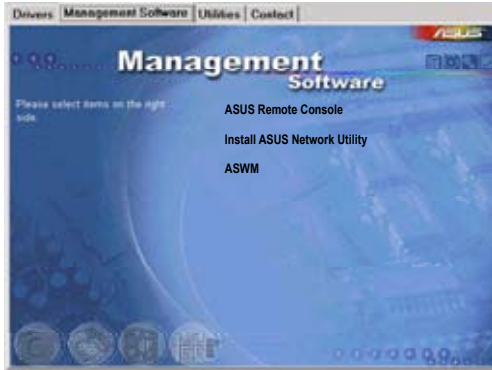 Drivers Management Software Utilities Contact
ASUS
Management
Software
Please select items on the right
side.
ASUS Remote Console
Install ASUS Network Utility
ASWM